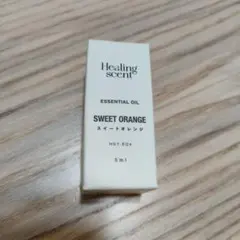 Healing
scent
ESSENTIAL OIL
SWEET ORANGE
スイートオレンジ
5ml